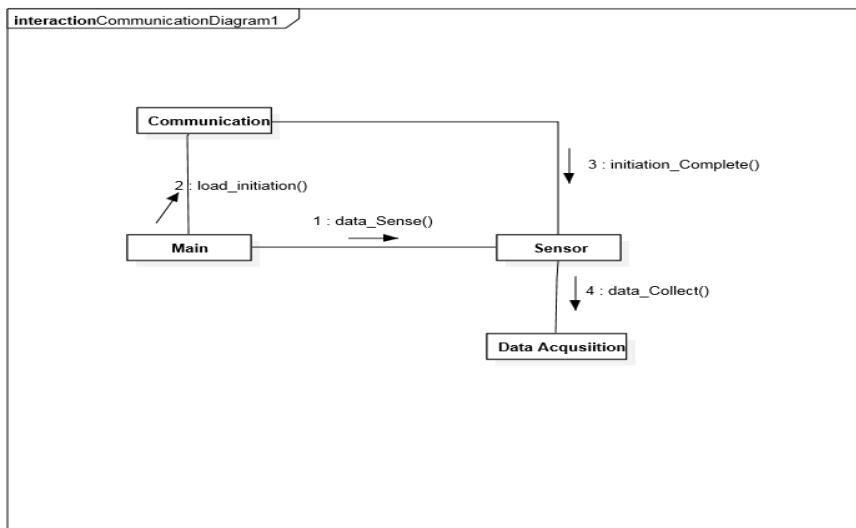 interactionCommunicationDiagram1
Communication
3 : initiation_Complete()
2 : load_initiation()
1 : data_Sense()
Main
Sensor
4 : data_Collect()
Data Acqusiition